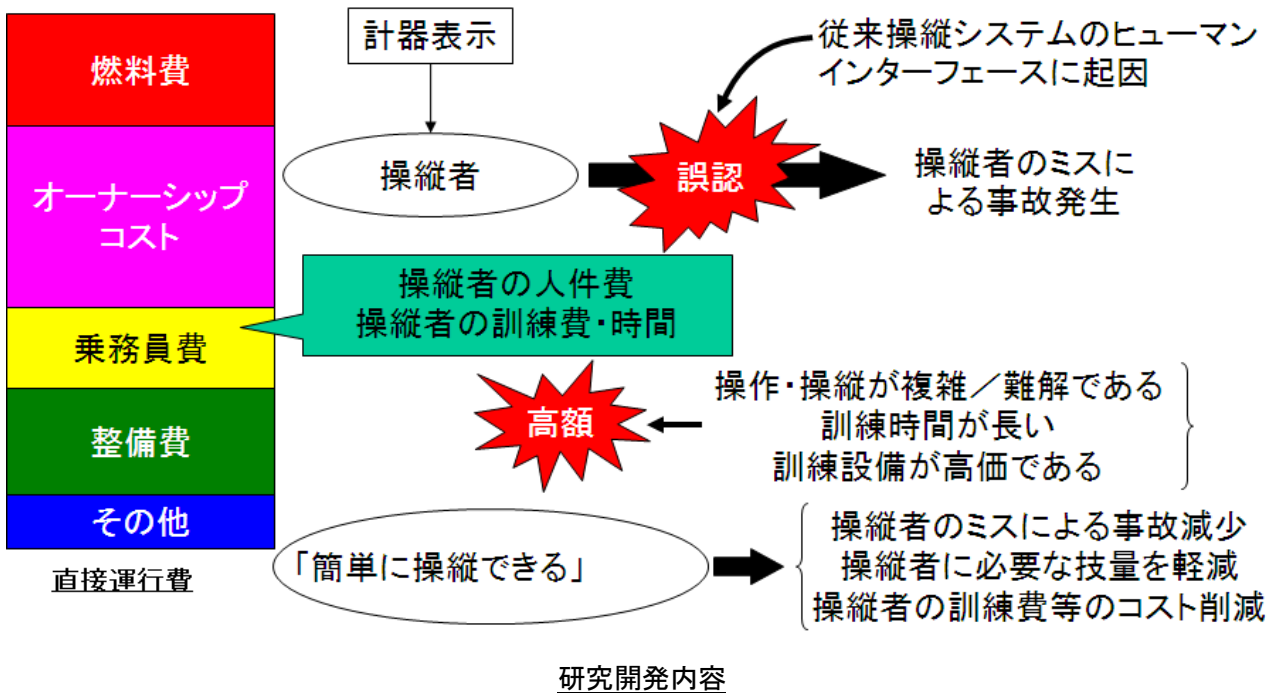 燃料費
オーナーシップ
コスト
乗務員費
整備費
その他
直接運行費
計器表示
操縦者
誤認
従来操縦システムのヒューマン
インターフェースに起因
操縦者のミスに
よる事故発生
操縦者の人件費
操縦者の訓練費・時間
高額
操作・操縦が複雑／難解である
訓練時間が長い
訓練設備が高価である
「簡単に操縦できる」
操縦者のミスによる事故減少
操縦者に必要な技量を軽減
操縦者の訓練費等のコスト削減
研究開発内容